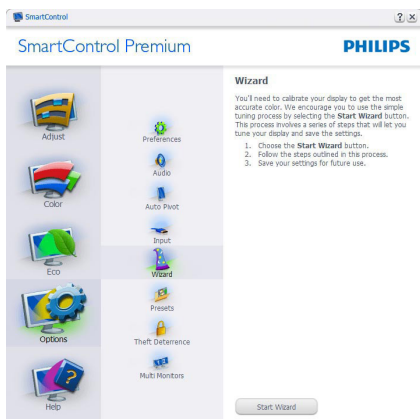 SmartControl
SmartControl Premium
PHILIPS
Adjust
Color
Eco
Options
Help
Preferences
Audio
Auto Pivot
Input
Wizard
Presets
Theft Deterrence
Multi Monitors
Wizard
You'll need to calibrate your display to get the most
accurate color. We encourage you to use the simple
tuning process by selecting the Start Wizard button.
This process involves a series of steps that will let you
tune your display and save the settings.
1. Choose the Start Wizard button.
2. Follow the steps outlined in this process.
3. Save your settings for future use.
Start Wizard